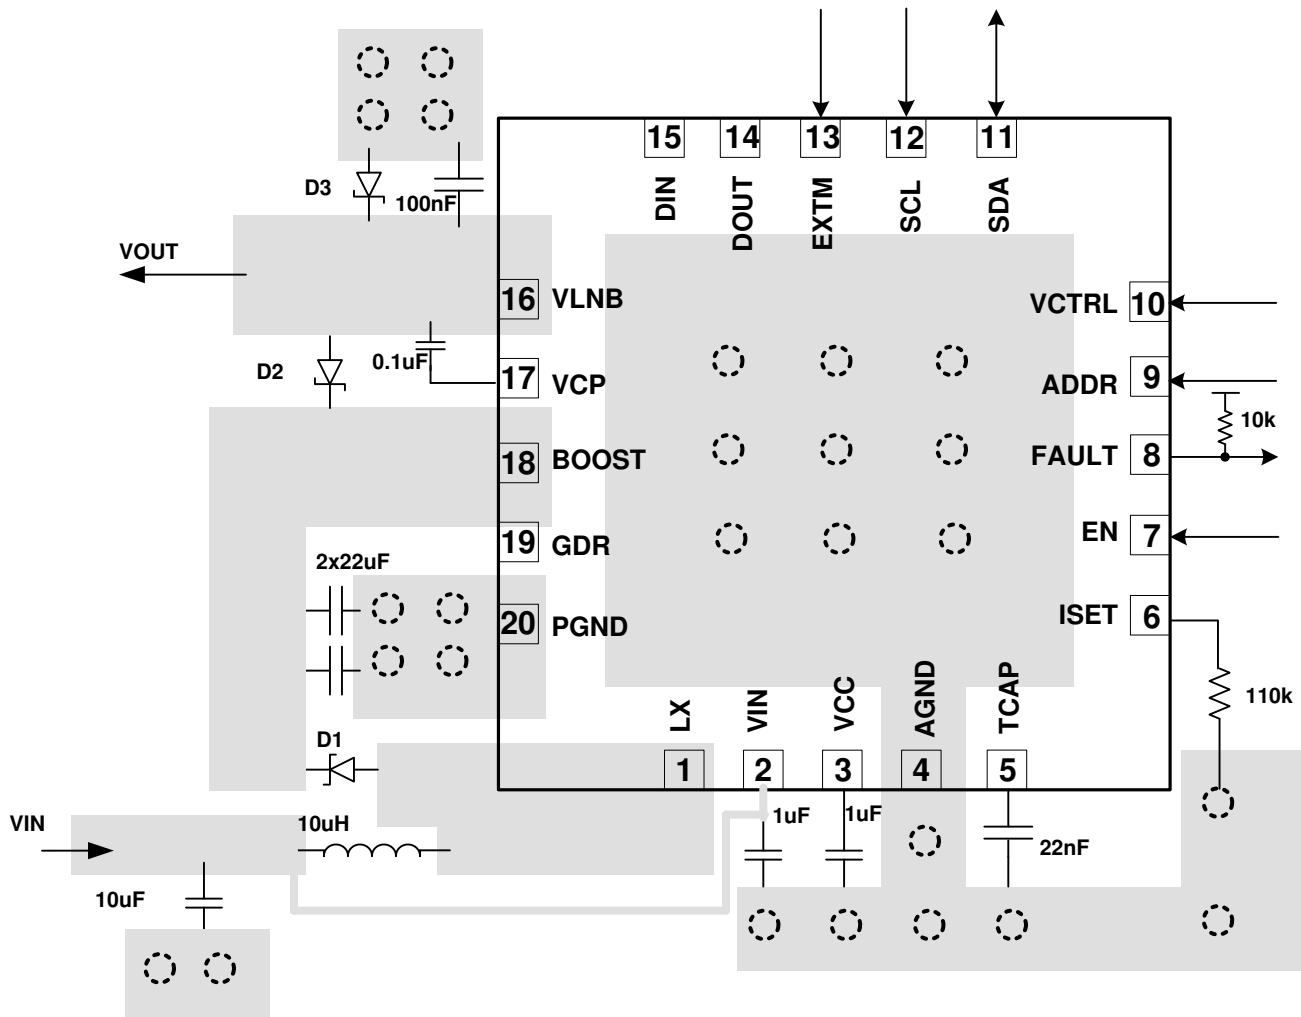 15
14
13
12
11
DIN
DOUT
EXTM
SCL
SDA
D3
100nF
VOUT
16 VLNB
VCTRL 10
D2
0.1uF
17 VCP
ADDR 9
10k
18 BOOST
FAULT 8
19 GDR
EN 7
2x22uF
20 PGND
ISET 6
110k
LX
VIN
VCC
AGND
TCAP
D1
1
2
3
4
5
VIN
10uH
1uF
1uF
22nF
10uF